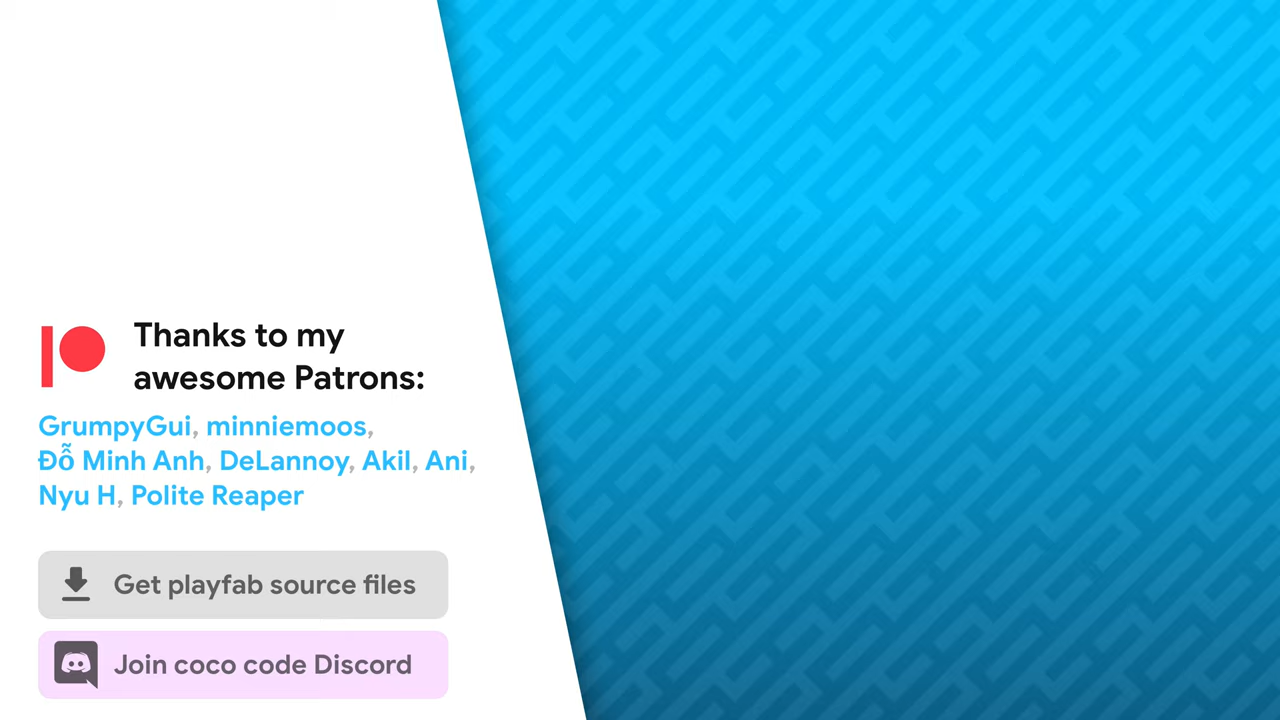 Thanks to my
awesome Patrons:
GrumpyGui, minniemoos,
Đỗ Minh Anh, DeLannoy, Akil, Ani,
Nyu H, Polite Reaper
Get playfab source files
Join coco code Discord